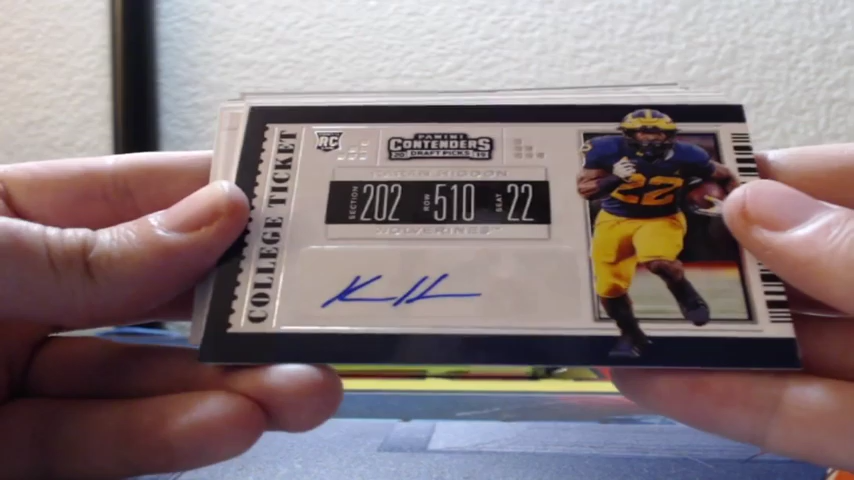 COLLEGE TICKET
RC
PANINI
CONTENDERS
20 DRAFT PICKS 19
SECTION 202 ROW 510 SEAT 22
WOLVERINES
22